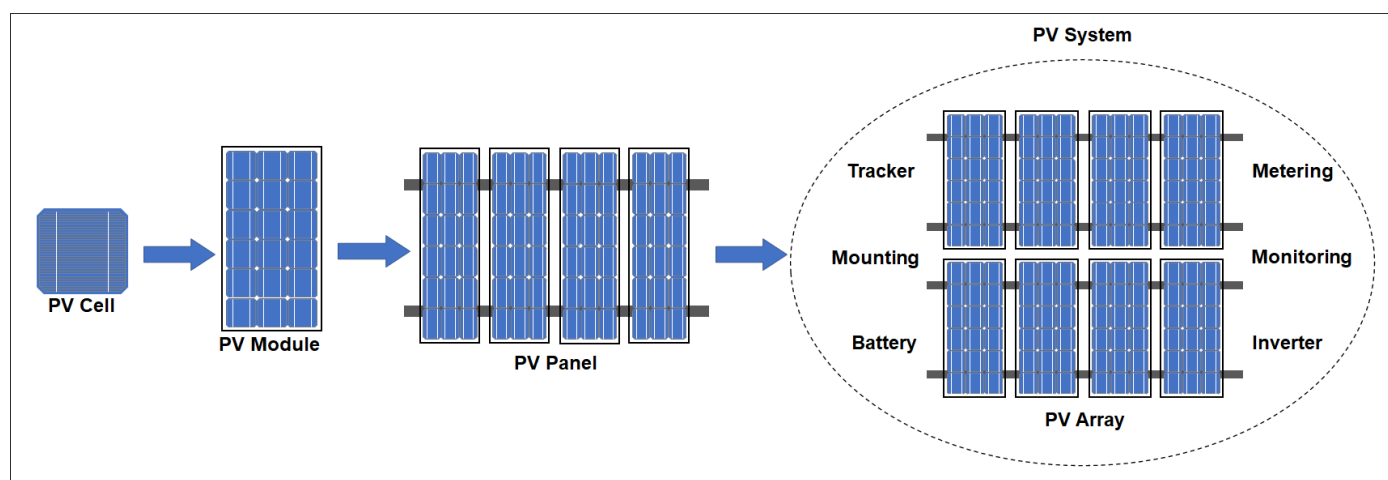 PV System
Tracker
Metering
Mounting
Monitoring
PV Cell
PV Module
Battery
Inverter
PV Panel
PV Array